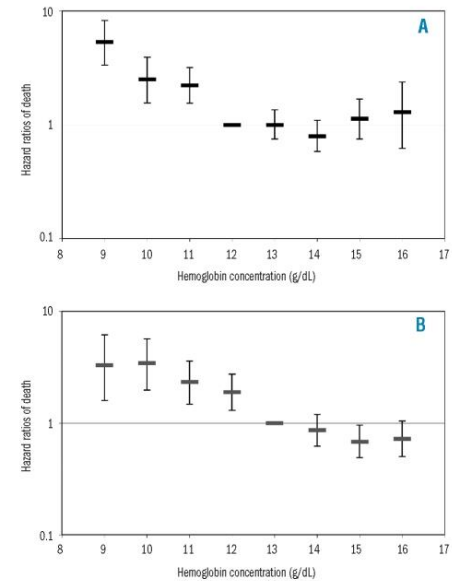 A
10
1
0.1
Hazard ratios of death
8 9 10 11 12 13 14 15 16 17
Hemoglobin concentration (g/dL)
B
10
1
0.1
Hazard ratios of death
8 9 10 11 12 13 14 15 16 17
Hemoglobin concentration (g/dL)